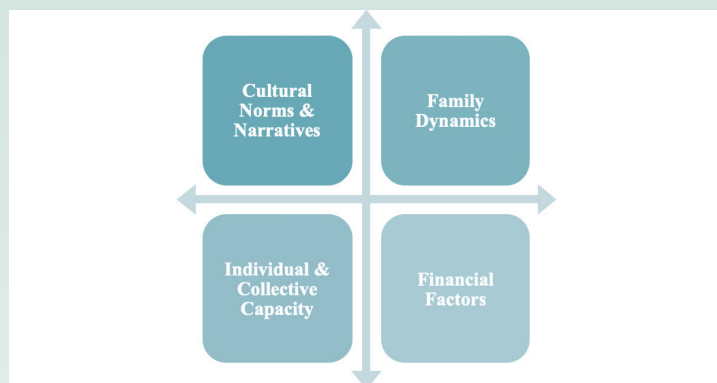 Cultural
Norms &
Narratives
Family
Dynamics
Individual &
Collective
Capacity
Financial
Factors